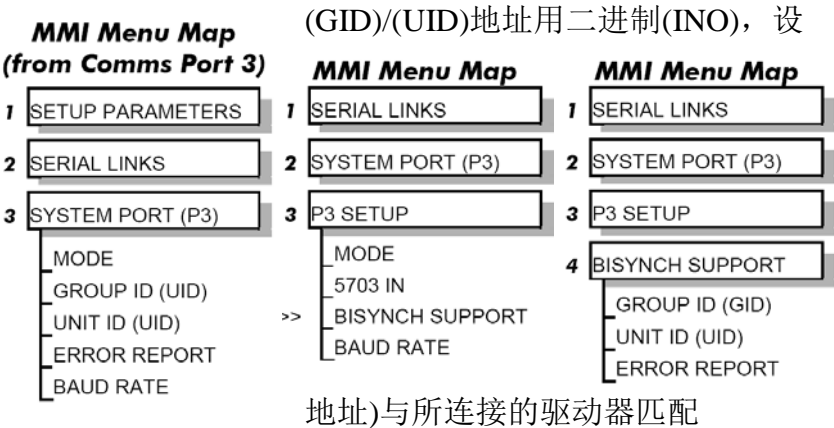 (GID)/(UID)地址用二进制(INO)，设
MMI Menu Map
(from Comms Port 3)
1 SETUP PARAMETERS
2 SERIAL LINKS
3 SYSTEM PORT (P3)
MODE
GROUP ID (UID)
UNIT ID (UID)
ERROR REPORT
BAUD RATE
MMI Menu Map
1 SERIAL LINKS
2 SYSTEM PORT (P3)
3 P3 SETUP
MODE
5703 IN
>> BISYNCH SUPPORT
BAUD RATE
MMI Menu Map
1 SERIAL LINKS
2 SYSTEM PORT (P3)
3 P3 SETUP
4 BISYNCH SUPPORT
GROUP ID (GID)
UNIT ID (UID)
ERROR REPORT
地址)与所连接的驱动器匹配